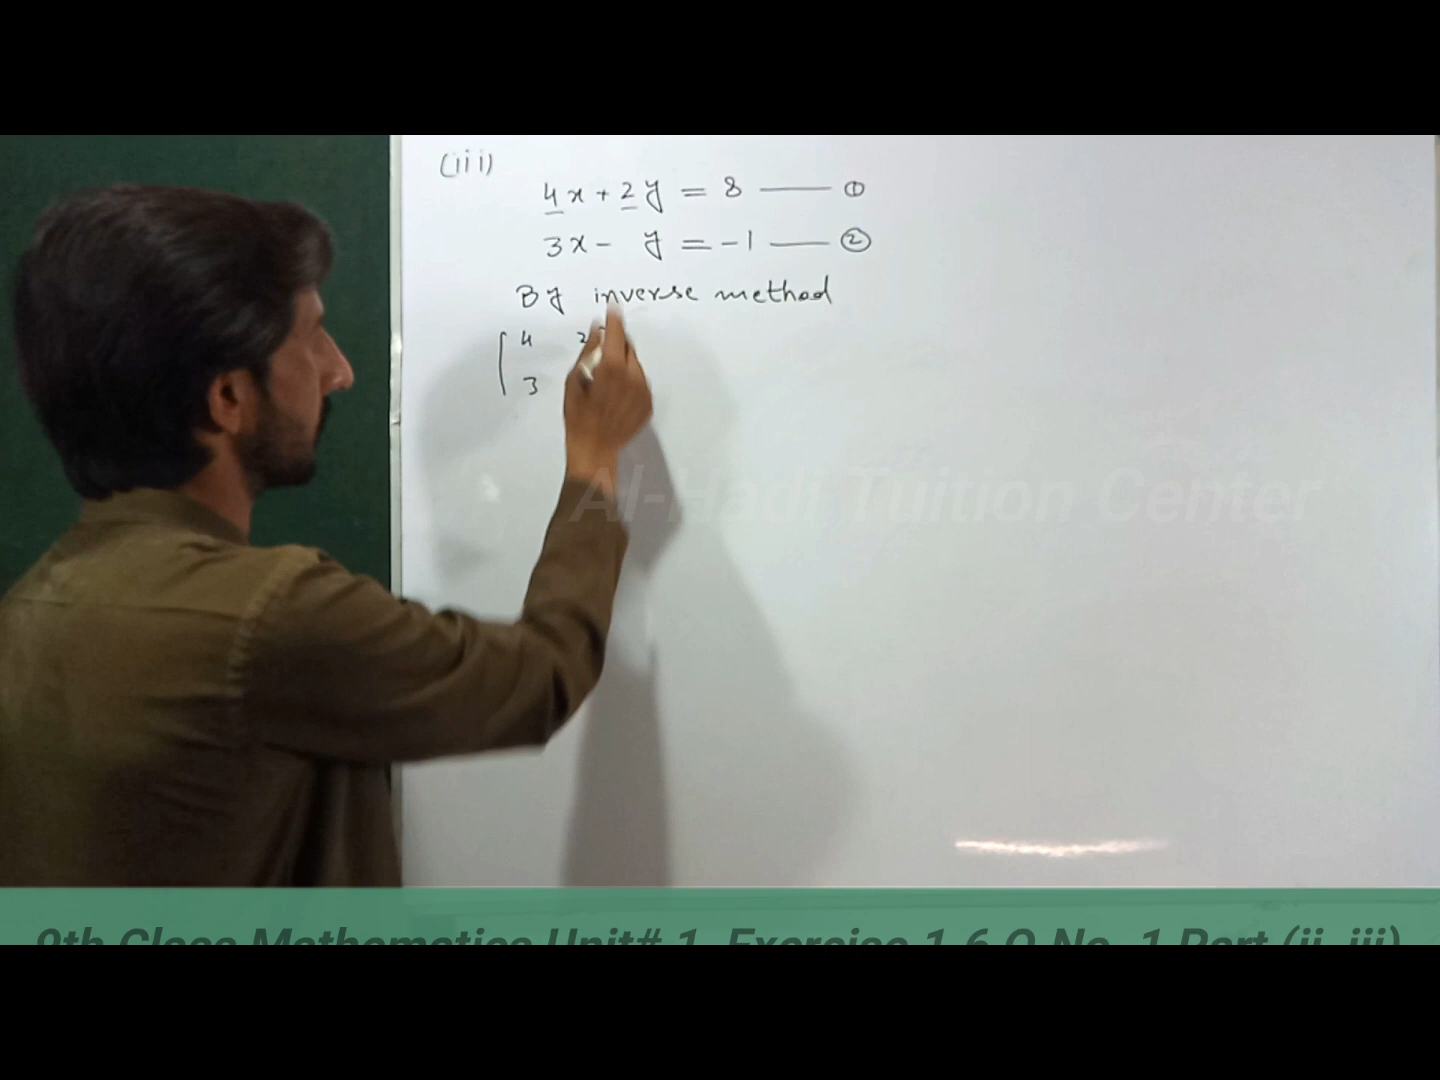 (iii)
4x + 2y = 8 —— ①
3x - y = -1 —— ②
By inverse method
[ 4 2
3
Al-Hadi Tuition Center
9th Class Mathematics Unit# 1, Exercise 1.6 Q No. 1 Part (ii, iii)